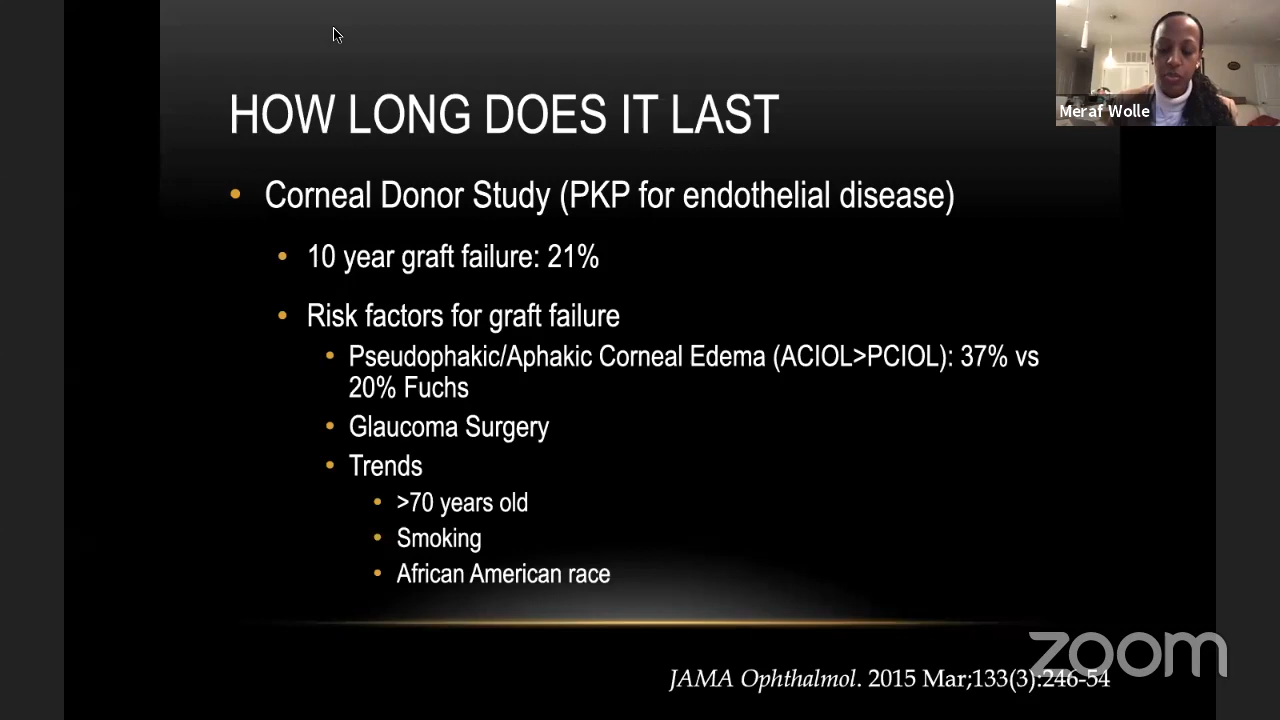 HOW LONG DOES IT LAST
Meraf Wolle
• Corneal Donor Study (PKP for endothelial disease)
• 10 year graft failure: 21%
• Risk factors for graft failure
• Pseudophakic/Aphakic Corneal Edema (ACIOL>PCIOL): 37% vs
20% Fuchs
• Glaucoma Surgery
• Trends
• >70 years old
• Smoking
• African American race
zoom
JAMA Ophthalmol. 2015 Mar;133(3):246-54